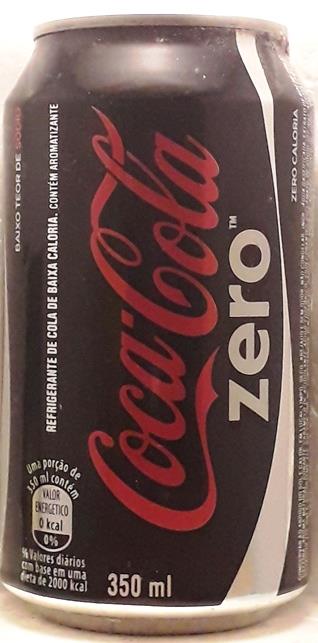 BAIXO TEOR DE SÓDIO
REFRIGERANTE DE COLA DE BAIXA CALORIA. CONTÉM AROMATIZANTE
Coca-Cola
zero™
ZERO CALORIA
Uma porção de
350 ml contém
VALOR
ENERGÉTICO
0 kcal
0%
% Valores diários
com base em uma
dieta de 2000 kcal
350 ml